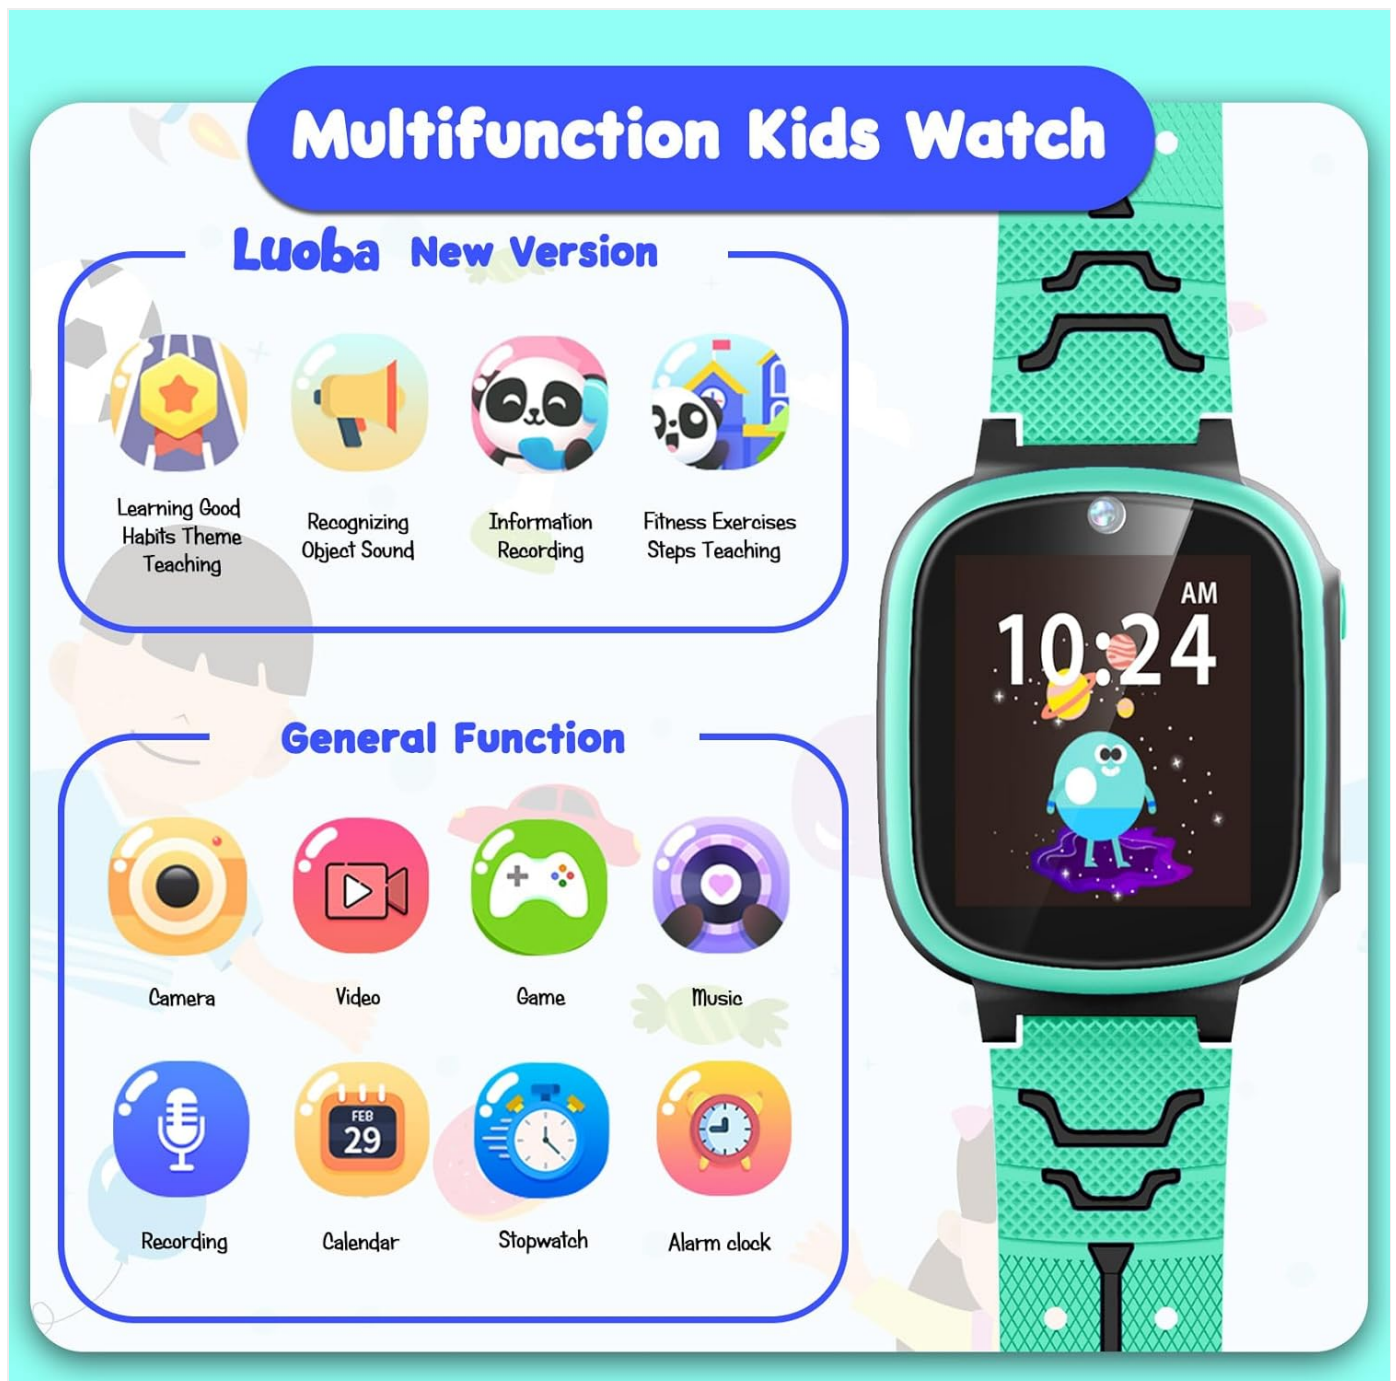 Multifunction Kids Watch
Luoba New Version
Learning Good
Habits Theme
Teaching
Recognizing
Object Sound
Information
Recording
Fitness Exercises
Steps Teaching
AM
10:24
General Function
Camera
Video
Game
Music
FEB
29
Recording
Calendar
Stopwatch
Alarm clock